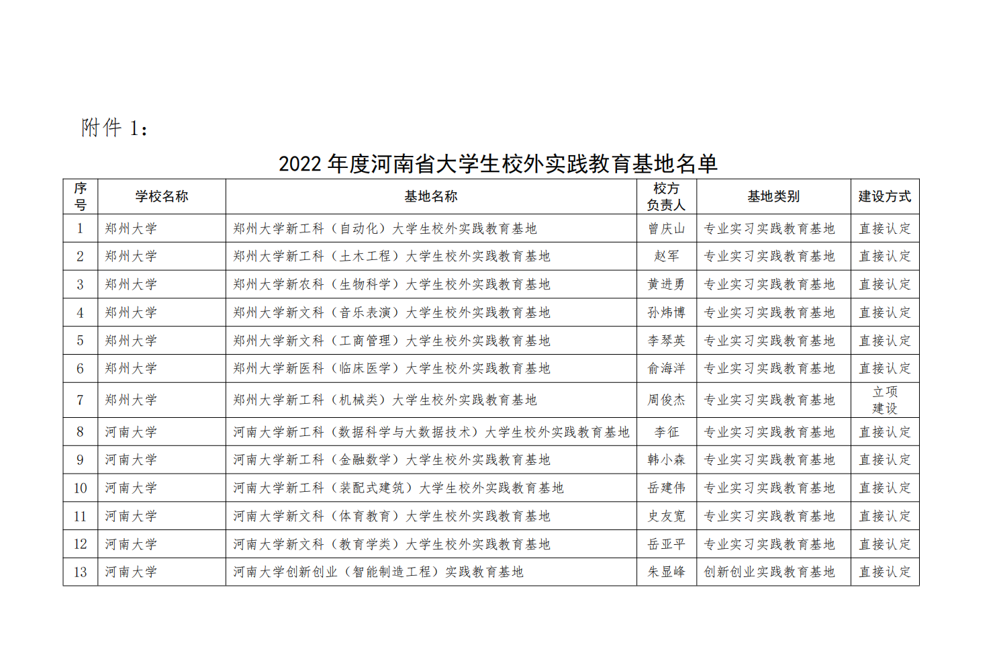 附件 1：
2022 年度河南省大学生校外实践教育基地名单
序号 学校名称 基地名称 校方负责人 基地类别 建设方式
1 郑州大学 郑州大学新工科（自动化）大学生校外实践教育基地 曾庆山 专业实习实践教育基地 直接认定
2 郑州大学 郑州大学新工科（土木工程）大学生校外实践教育基地 赵军 专业实习实践教育基地 直接认定
3 郑州大学 郑州大学新农科（生物科学）大学生校外实践教育基地 黄进勇 专业实习实践教育基地 直接认定
4 郑州大学 郑州大学新文科（音乐表演）大学生校外实践教育基地 孙炜博 专业实习实践教育基地 直接认定
5 郑州大学 郑州大学新文科（工商管理）大学生校外实践教育基地 李琴英 专业实习实践教育基地 直接认定
6 郑州大学 郑州大学新医科（临床医学）大学生校外实践教育基地 俞海洋 专业实习实践教育基地 直接认定
7 郑州大学 郑州大学新工科（机械类）大学生校外实践教育基地 周俊杰 专业实习实践教育基地 立项建设
8 河南大学 河南大学新工科（数据科学与大数据技术）大学生校外实践教育基地 李征 专业实习实践教育基地 直接认定
9 河南大学 河南大学新工科（金融数学）大学生校外实践教育基地 韩小森 专业实习实践教育基地 直接认定
10 河南大学 河南大学新工科（装配式建筑）大学生校外实践教育基地 岳建伟 专业实习实践教育基地 直接认定
11 河南大学 河南大学新文科（体育教育）大学生校外实践教育基地 史友宽 专业实习实践教育基地 直接认定
12 河南大学 河南大学新文科（教育学类）大学生校外实践教育基地 岳亚平 专业实习实践教育基地 直接认定
13 河南大学 河南大学创新创业（智能制造工程）实践教育基地 朱显峰 创新创业实践教育基地 直接认定